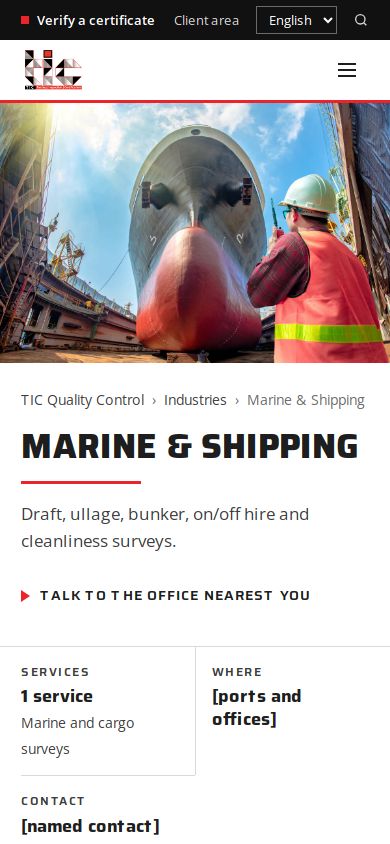 Verify a certificate Client area English
tic
TIC Quality Control › Industries › Marine & Shipping
MARINE & SHIPPING
Draft, ullage, bunker, on/off hire and
cleanliness surveys.
TALK TO THE OFFICE NEAREST YOU
SERVICES
1 service
Marine and cargo
surveys
WHERE
[ports and
offices]
CONTACT
[named contact]